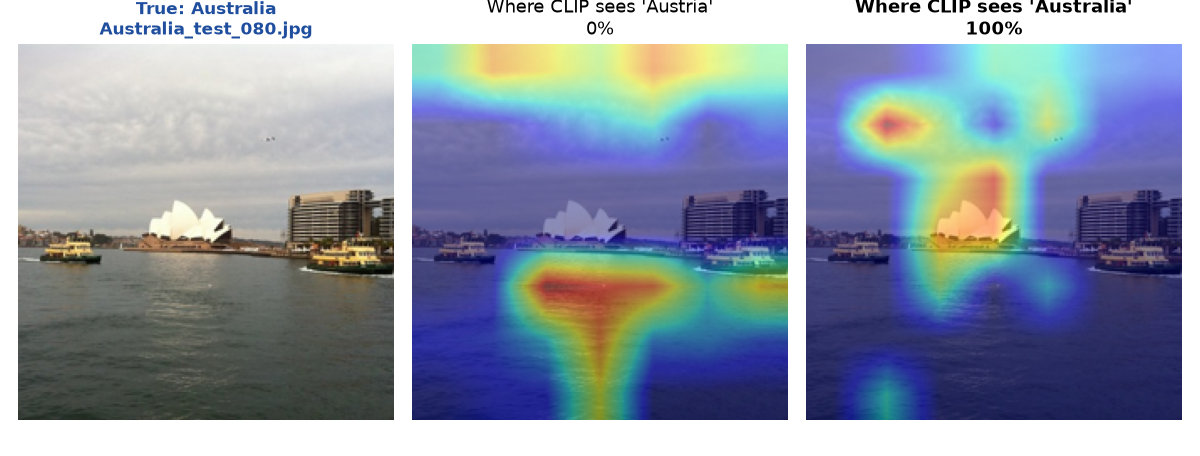 True: Australia
Australia_test_080.jpg
Where CLIP sees 'Austria'
0%
Where CLIP sees 'Australia'
100%